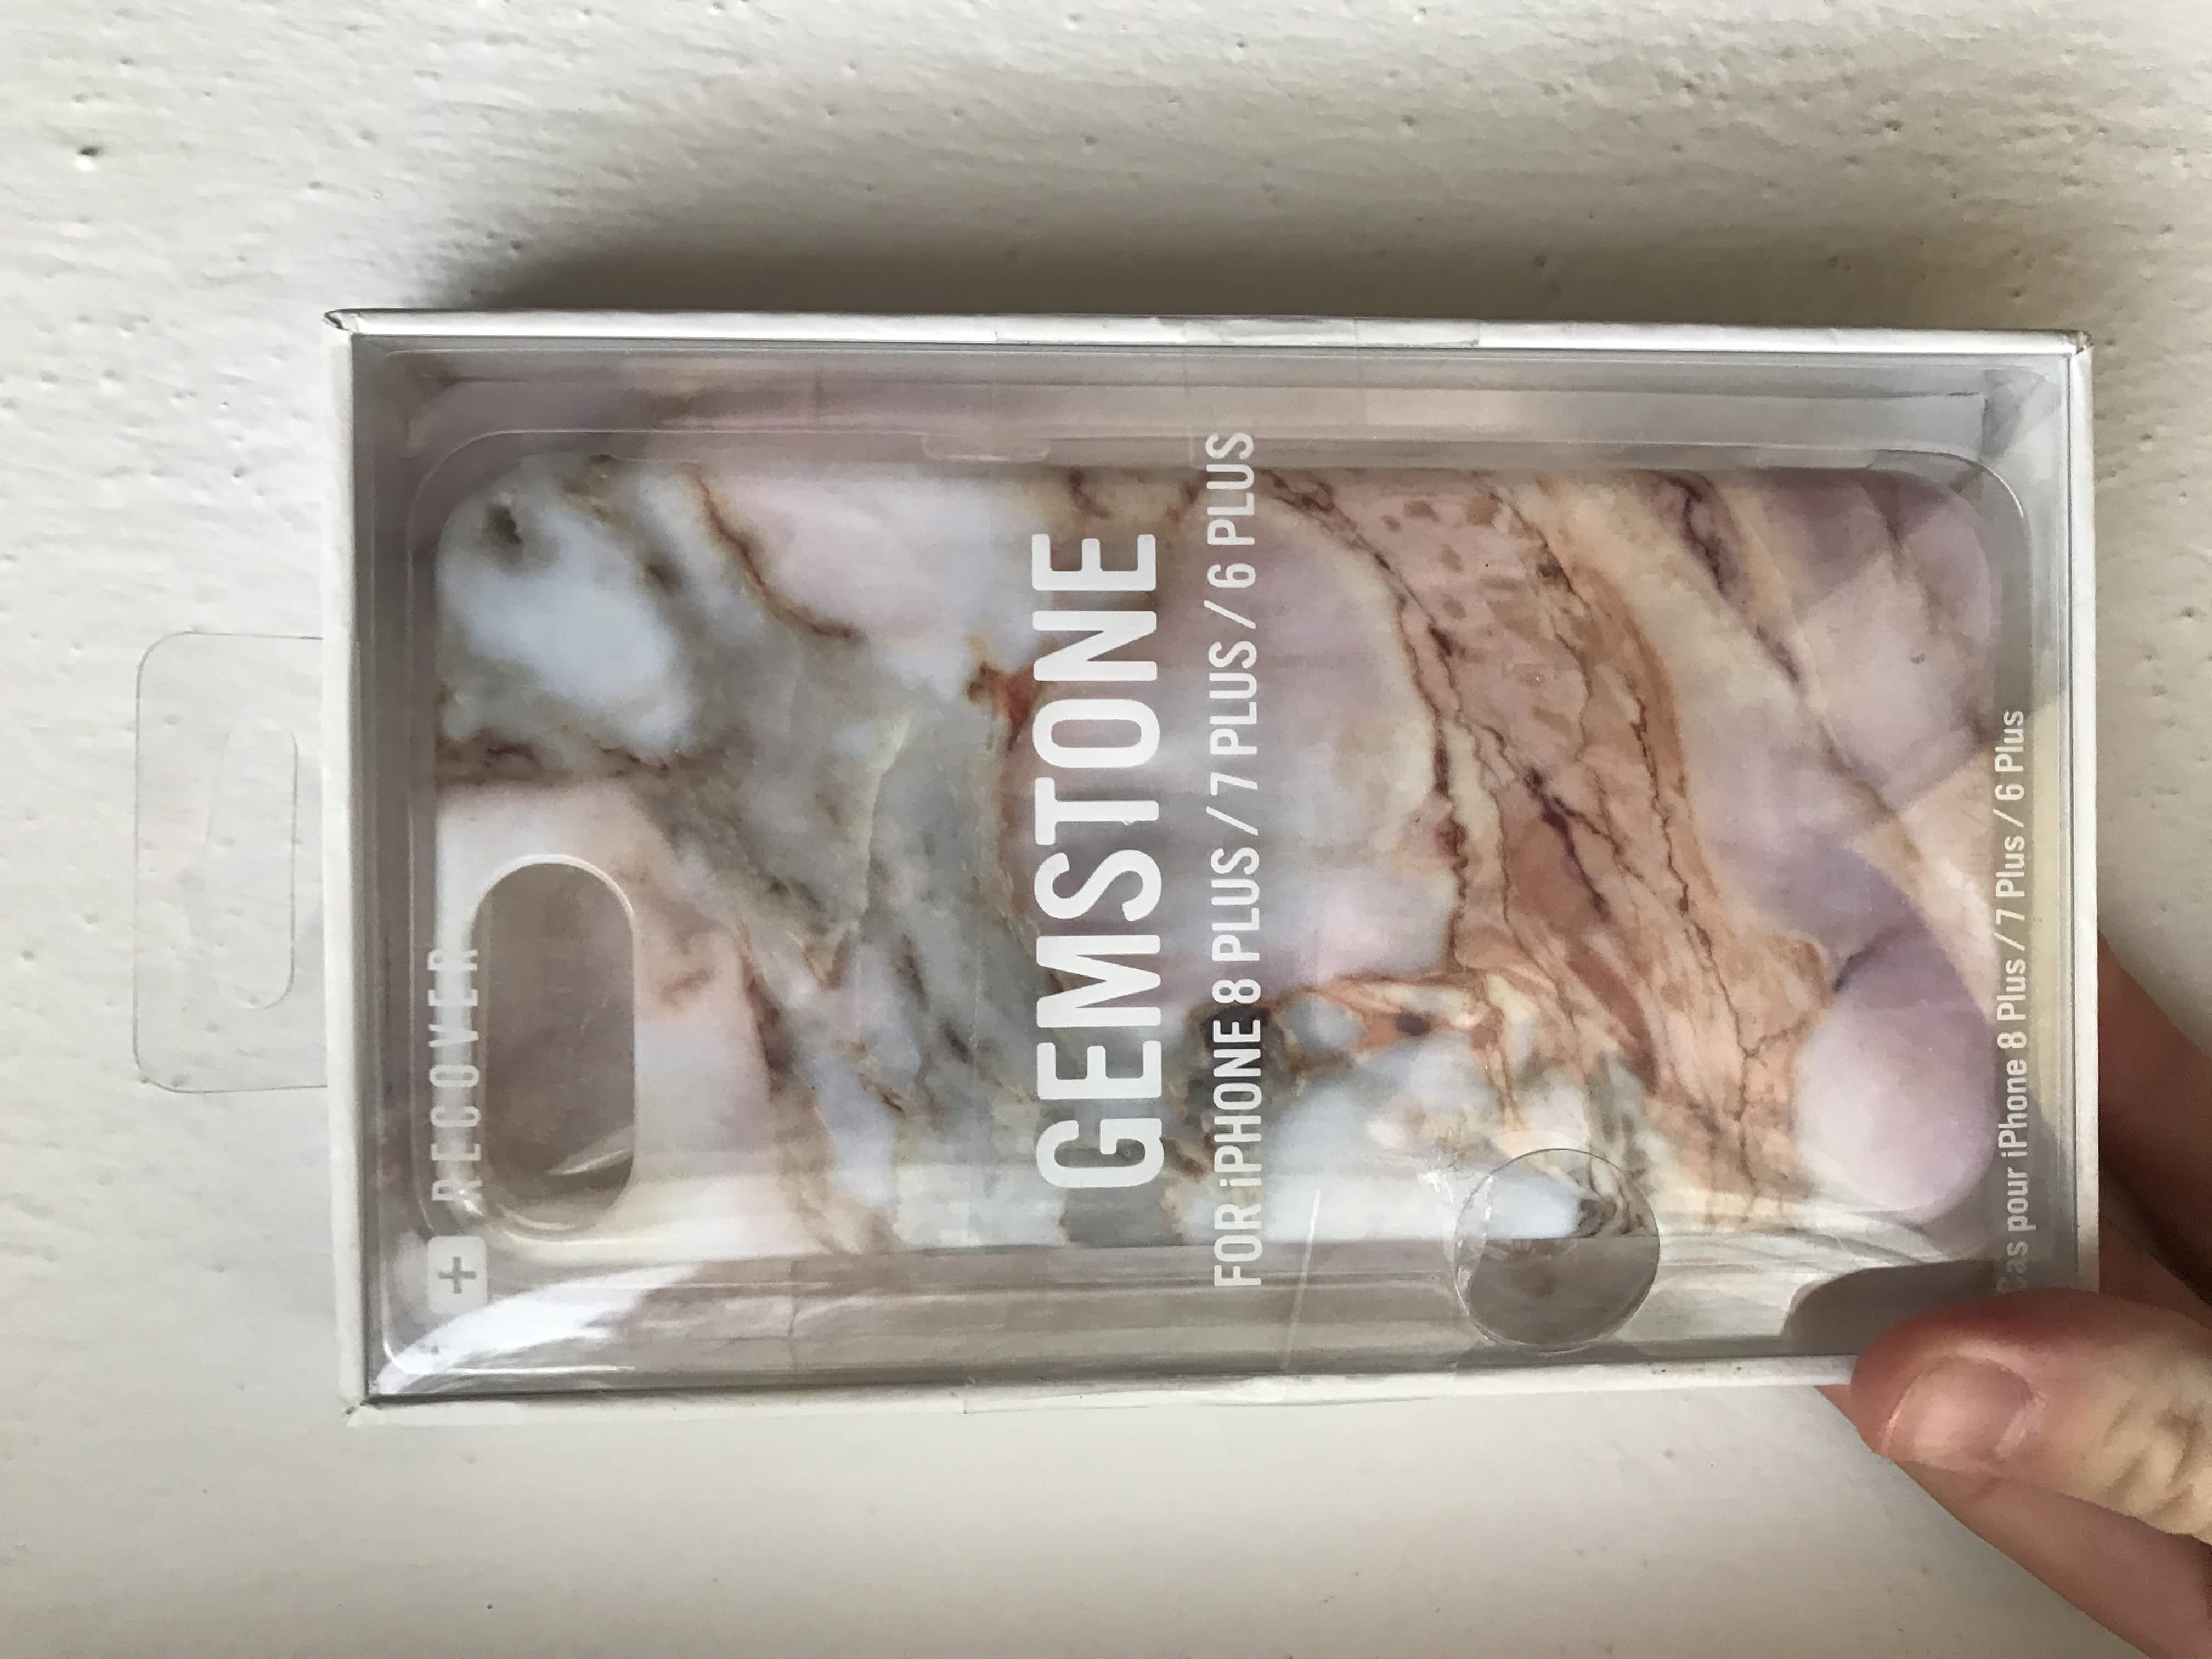 RECOVER
GEMSTONE
FOR iPHONE 8 PLUS / 7 PLUS / 6 PLUS
Cas pour iPhone 8 Plus / 7 Plus / 6 Plus